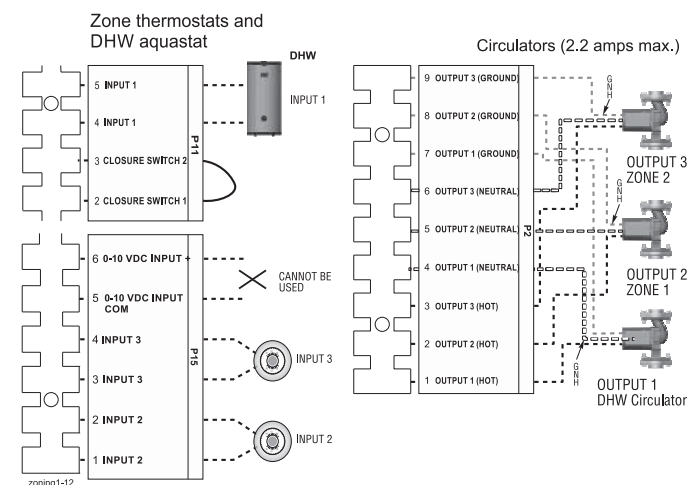 Zone thermostats and
DHW aquastat
DHW
5 INPUT 1
INPUT 1
4 INPUT 1
P11
3 CLOSURE SWITCH 2
2 CLOSURE SWITCH 1
6 0-10 VDC INPUT +
CANNOT BE
USED
5 0-10 VDC INPUT
COM
4 INPUT 3
P15
INPUT 3
3 INPUT 3
2 INPUT 2
INPUT 2
1 INPUT 2
zoning1-12
Circulators (2.2 amps max.)
9 OUTPUT 3 (GROUND)
G
N
H
8 OUTPUT 2 (GROUND)
7 OUTPUT 1 (GROUND)
OUTPUT 3
ZONE 2
6 OUTPUT 3 (NEUTRAL)
G
N
H
P2
5 OUTPUT 2 (NEUTRAL)
4 OUTPUT 1 (NEUTRAL)
OUTPUT 2
ZONE 1
3 OUTPUT 3 (HOT)
2 OUTPUT 2 (HOT)
G
N
H
1 OUTPUT 1 (HOT)
OUTPUT 1
DHW Circulator